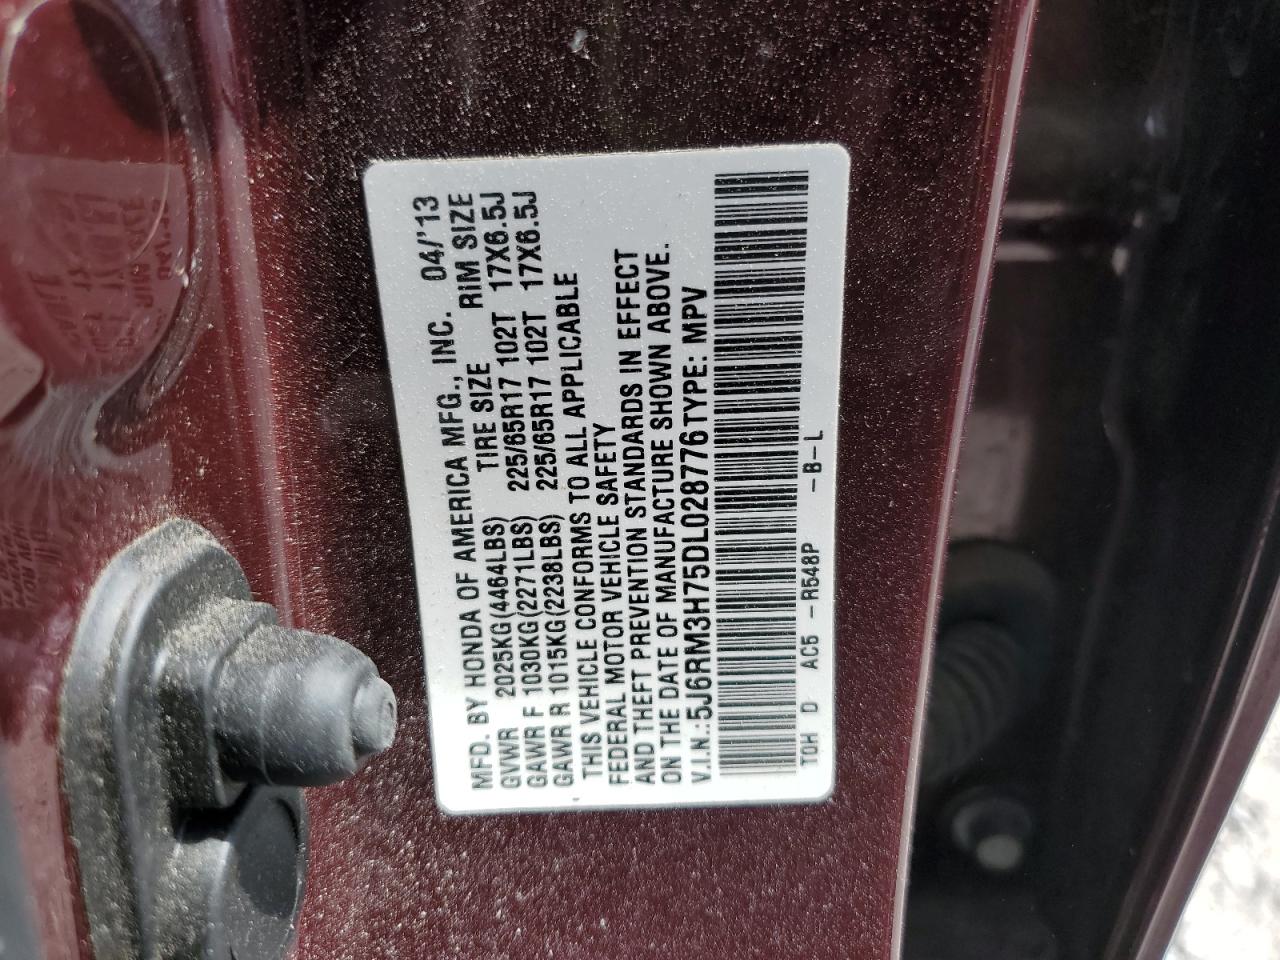 MFD. BY HONDA OF AMERICA MFG., INC. 04/'13
GVWR 2025KG(4464LBS) TIRE SIZE RIM SIZE
GAWR F 1030KG(2271LBS) 225/65R17 102T 17X6.5J
GAWR R 1015KG(2238LBS) 225/65R17 102T 17X6.5J
THIS VEHICLE CONFORMS TO ALL APPLICABLE
FEDERAL MOTOR VEHICLE SAFETY
AND THEFT PREVENTION STANDARDS IN EFFECT
ON THE DATE OF MANUFACTURE SHOWN ABOVE.
V.I.N.:5J6RM3H75DL028776TYPE: MPV
TOH D AC5 -R548P -B-L